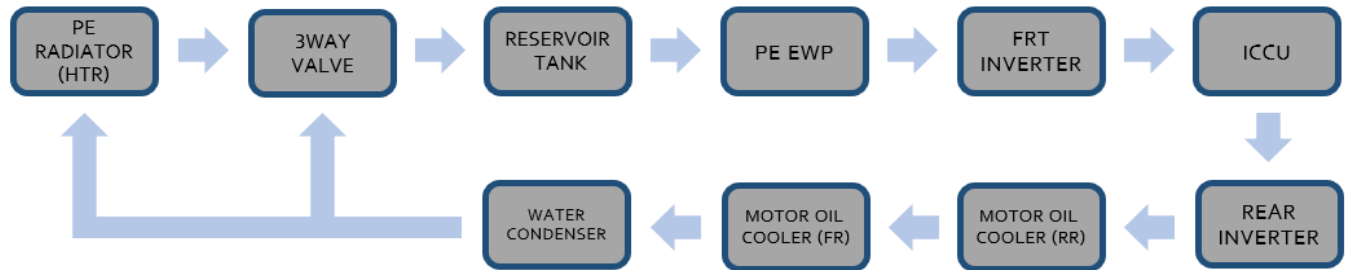 PE
RADIATOR
(HTR)
3WAY
VALVE
RESERVOIR
TANK
PE EWP
FRT
INVERTER
ICCU
WATER
CONDENSER
MOTOR OIL
COOLER (FR)
MOTOR OIL
COOLER (RR)
REAR
INVERTER